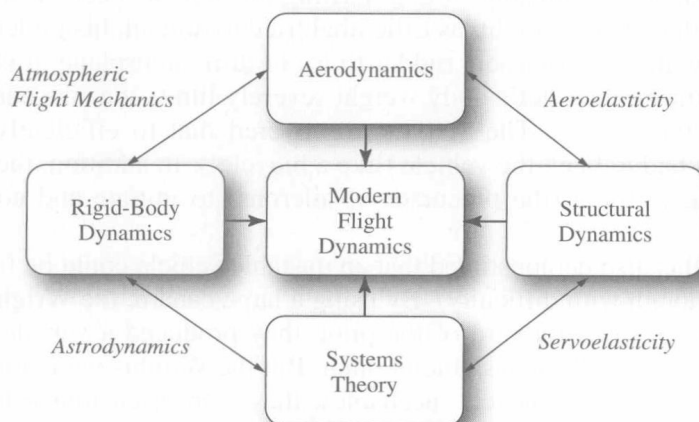 Atmospheric
Flight Mechanics
Aerodynamics
Aeroelasticity
Rigid-Body
Dynamics
Modern
Flight
Dynamics
Structural
Dynamics
Astrodynamics
Systems
Theory
Servoelasticity